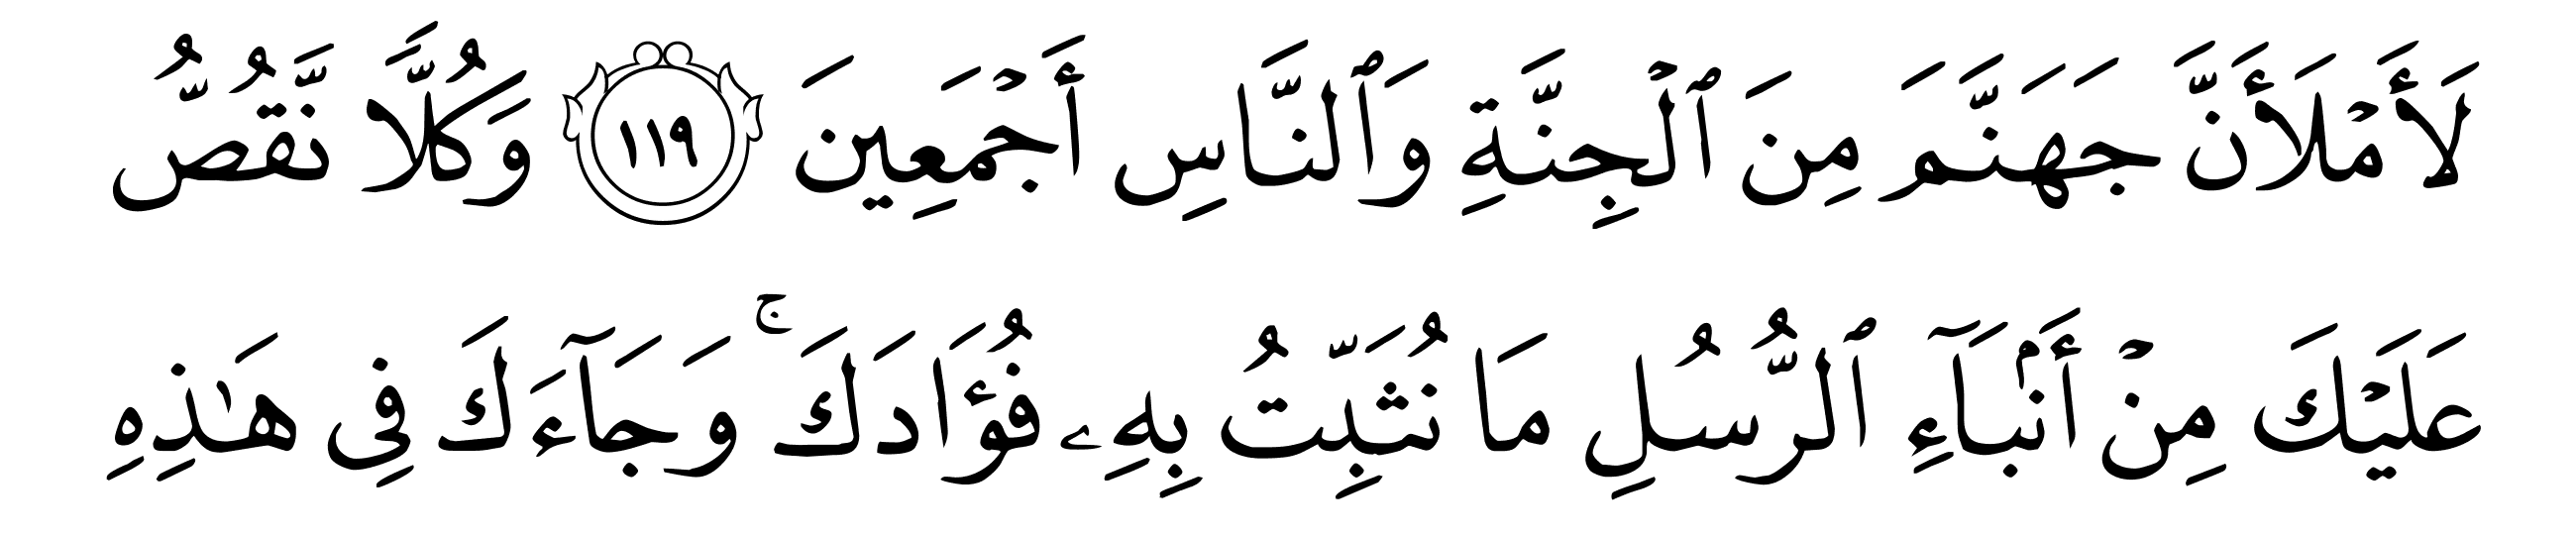 لَأَمۡلَأَنَّ جَهَنَّمَ مِنَ ٱلۡجِنَّةِ وَٱلنَّاسِ أَجۡمَعِينَ ١١٩ وَكُلّٗا نَّقُصُّ
عَلَيۡكَ مِنۡ أَنۢبَآءِ ٱلرُّسُلِ مَا نُثَبِّتُ بِهِۦ فُؤَادَكَۚ وَجَآءَكَ فِي هَٰذِهِ